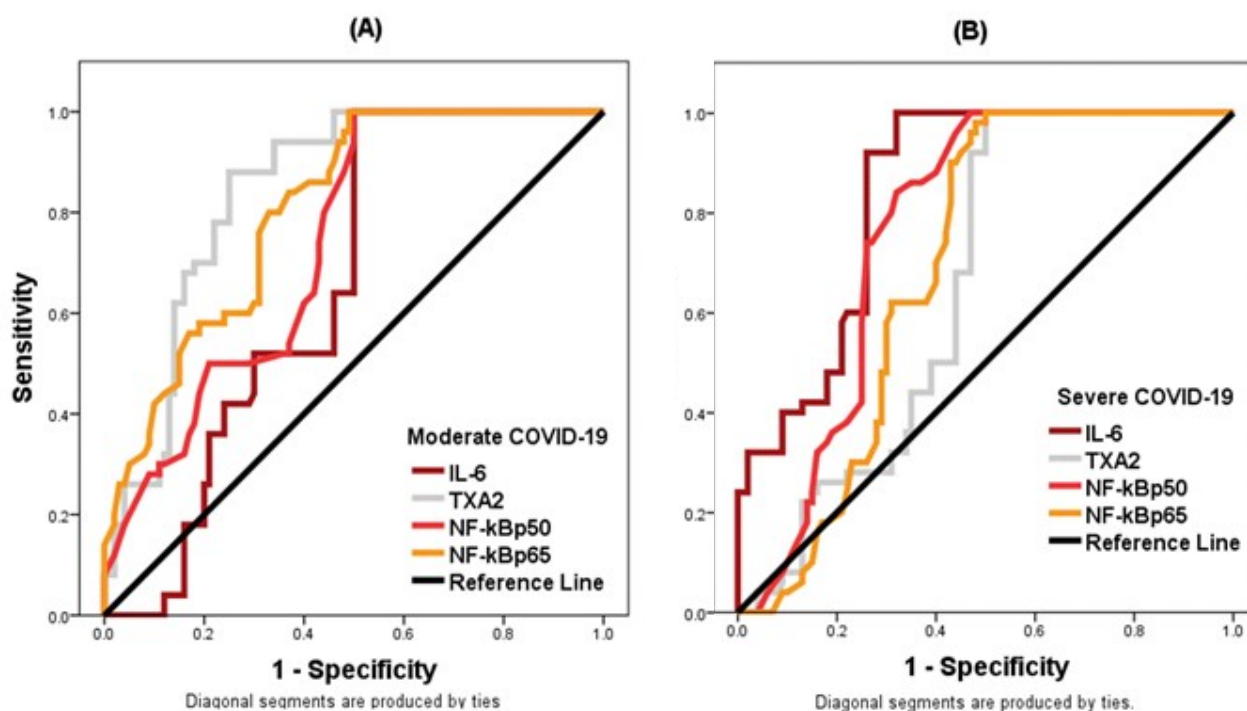 (A)
Sensitivity
1.0
0.8
0.6
0.4
0.2
0.0
Moderate COVID-19
IL-6
TXA2
NF-kBp50
NF-kBp65
Reference Line
0.0 0.2 0.4 0.6 0.8 1.0
1 - Specificity
Diagonal segments are produced by ties
(B)
1.0
0.8
0.6
0.4
0.2
0.0
Severe COVID-19
IL-6
TXA2
NF-kBp50
NF-kBp65
Reference Line
0.0 0.2 0.4 0.6 0.8 1.0
1 - Specificity
Diagonal segments are produced by ties.